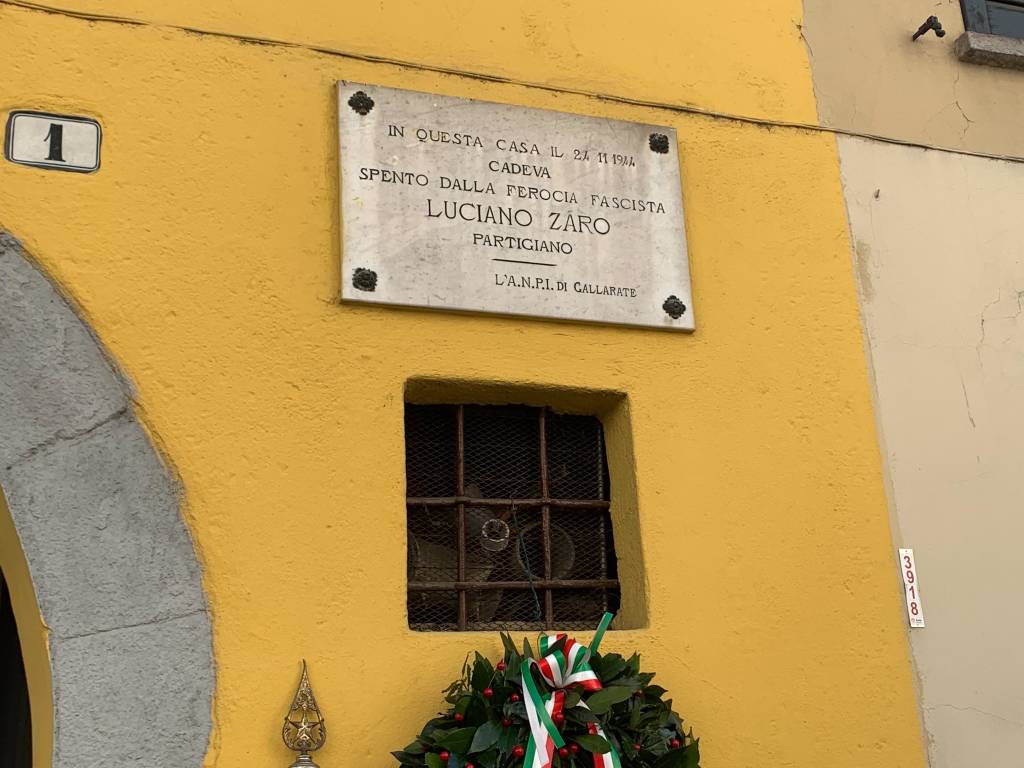 1
IN QUESTA CASA IL 24 11 1944
CADEVA
SPENTO DALLA FEROCIA FASCISTA
LUCIANO ZARO
PARTIGIANO
L'A.N.P.I. DI GALLARATE
3918